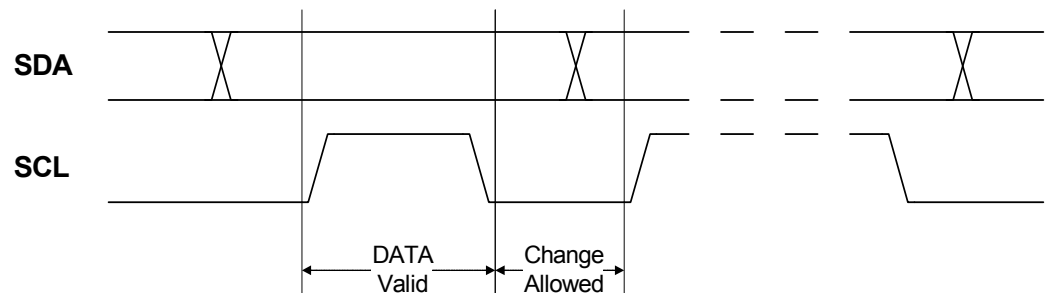 SDA
SCL
DATA
Valid
Change
Allowed